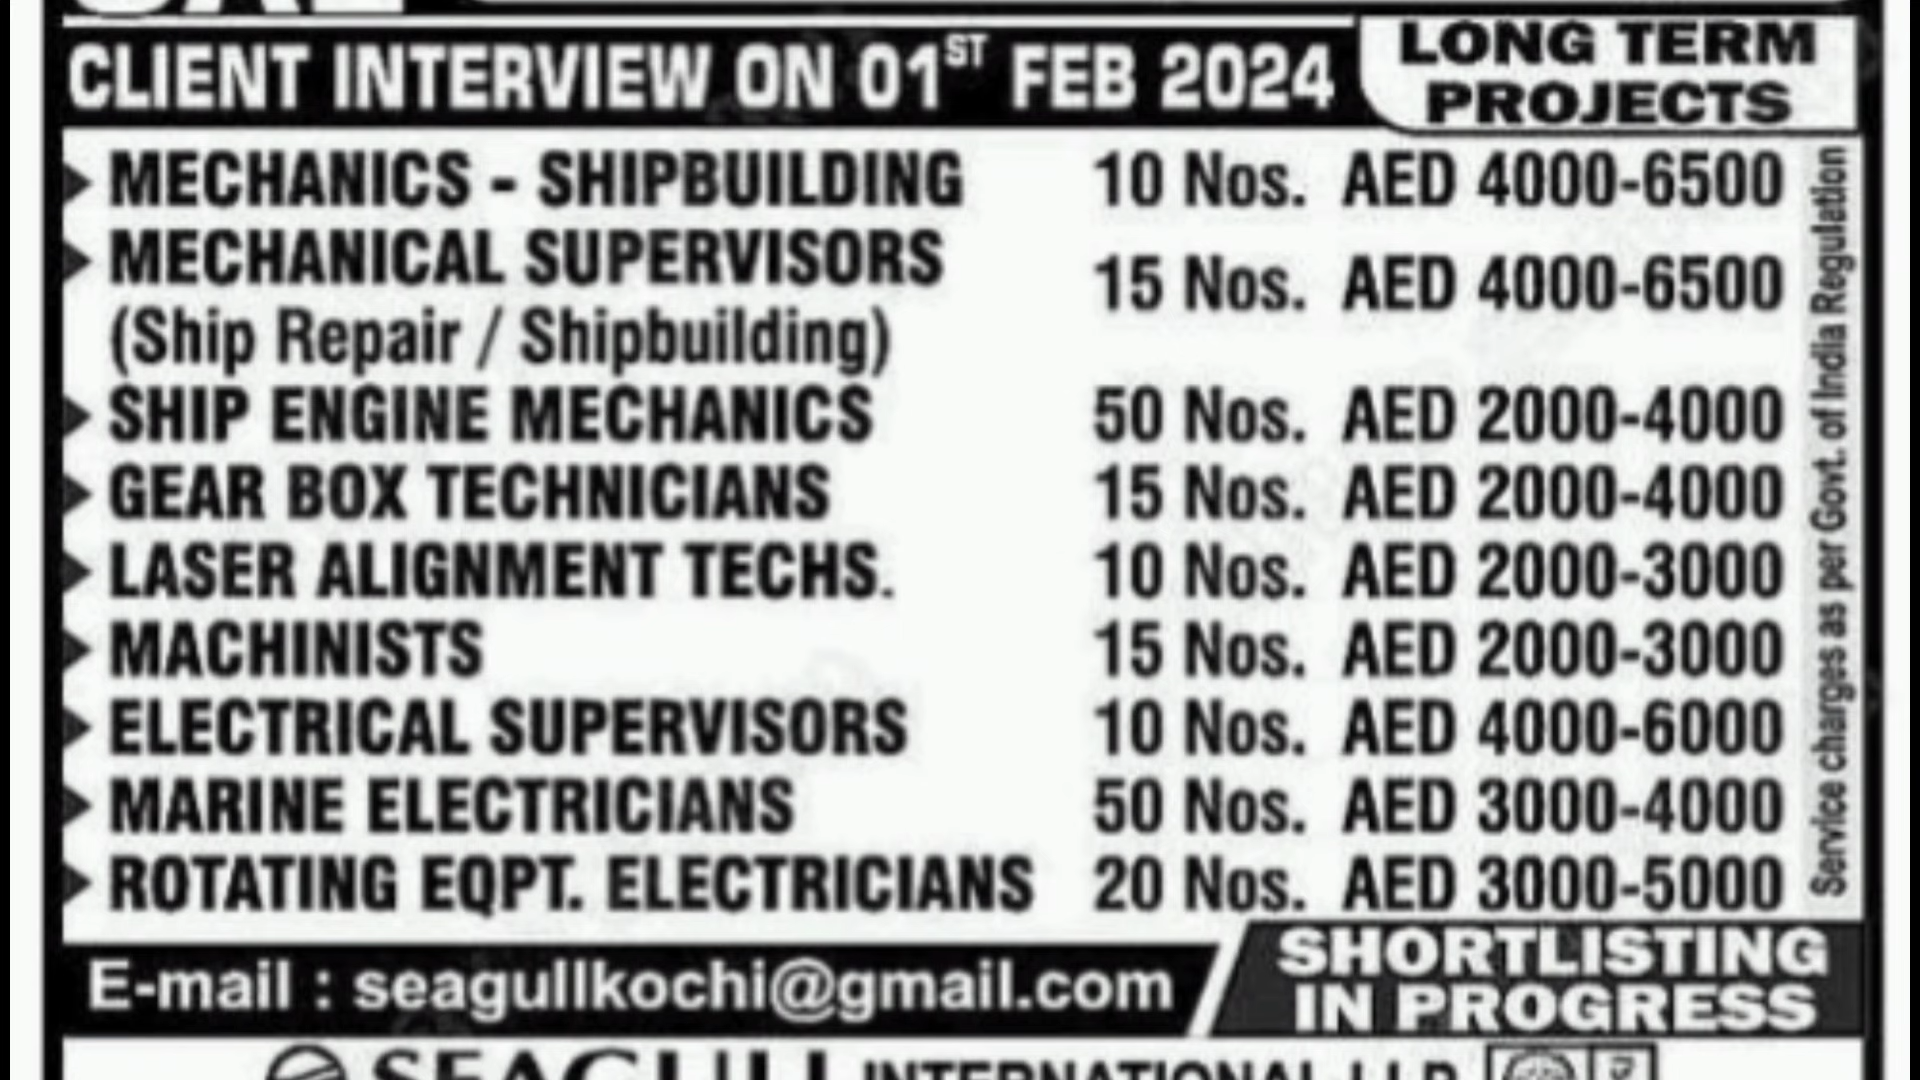 UAE
CLIENT INTERVIEW ON 01ST FEB 2024
LONG TERM
PROJECTS
MECHANICS - SHIPBUILDING 10 Nos. AED 4000-6500
MECHANICAL SUPERVISORS 15 Nos. AED 4000-6500
(Ship Repair / Shipbuilding)
SHIP ENGINE MECHANICS 50 Nos. AED 2000-4000
GEAR BOX TECHNICIANS 15 Nos. AED 2000-4000
LASER ALIGNMENT TECHS. 10 Nos. AED 2000-3000
MACHINISTS 15 Nos. AED 2000-3000
ELECTRICAL SUPERVISORS 10 Nos. AED 4000-6000
MARINE ELECTRICIANS 50 Nos. AED 3000-4000
ROTATING EQPT. ELECTRICIANS 20 Nos. AED 3000-5000
Service charges as per Govt. of India Regulation
E-mail : seagullkochi@gmail.com
SHORTLISTING
IN PROGRESS
SEAGULL INTERNATIONAL LLP